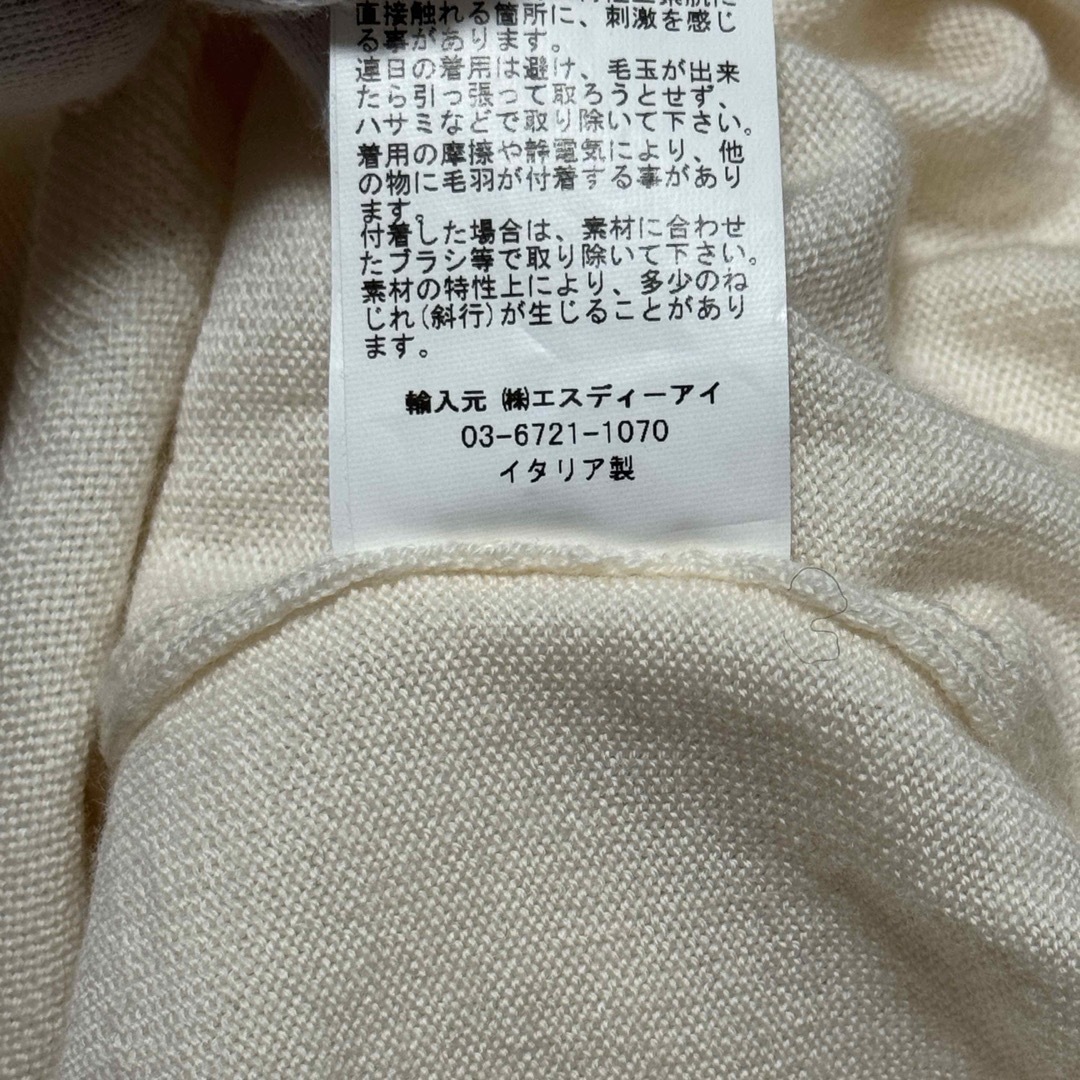 直接触れる箇所に、刺激を感じ
る事があります。
連日の着用は避け、毛玉が出来
たら引っ張って取ろうとせず、
ハサミなどで取り除いて下さい。
着用の摩擦や静電気により、他
の物に毛羽が付着する事があり
ます。
付着した場合は、素材に合わせ
たブラシ等で取り除いて下さい。
素材の特性上により、多少のね
じれ(斜行)が生じることがあり
ます。
輸入元 ㈱エスディーアイ
03-6721-1070
イタリア製